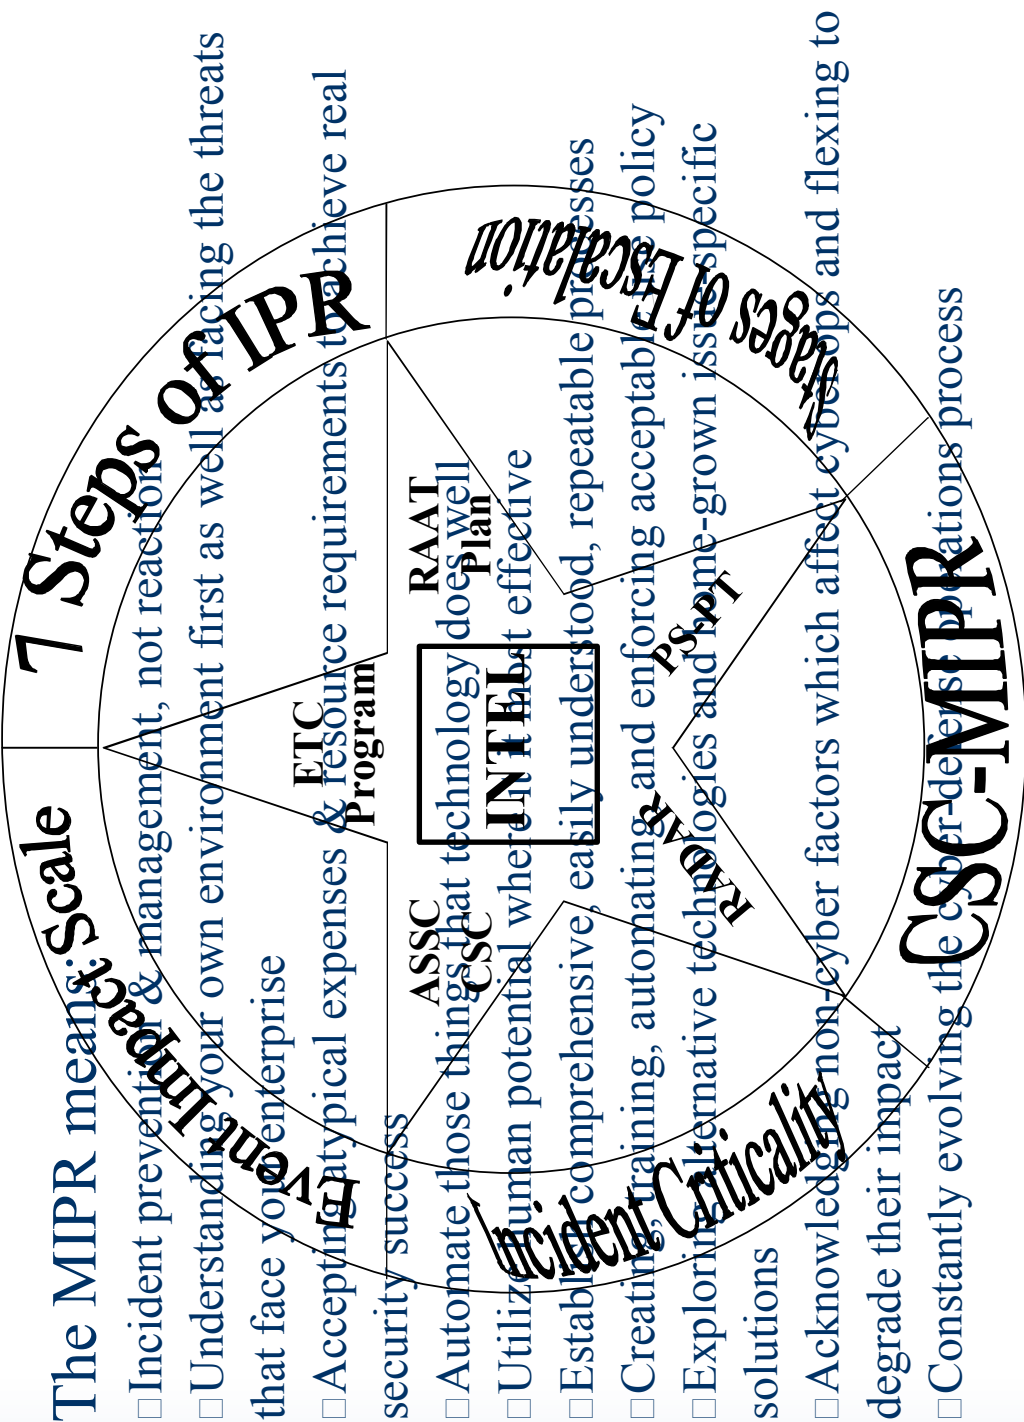 The MIPR means:
□Incident prevention & management, not reaction
□Understanding your own environment first as well as facing the threats
that face your enterprise
□Accepting atypical expenses & resource requirements to achieve real
security success
□Automate those things that technology does well
□Utilize human potential where it is most effective
□Establish comprehensive, easily understood, repeatable processes
□Creating, training, automating and enforcing acceptable use policy
□Exploring alternative technologies and home-grown issue-specific
solutions
□Acknowledging non-cyber factors which affect cyber ops and flexing to
degrade their impact
□Constantly evolving the cyber-defense operations process
Event Impact Scale
7 Steps of IPR
Stages of Escalation
Incident Criticality
CSC-MIPR
ETC
Program
ASSC
CSC
RAAT
Plan
INTEL
RADAR
PS-PT